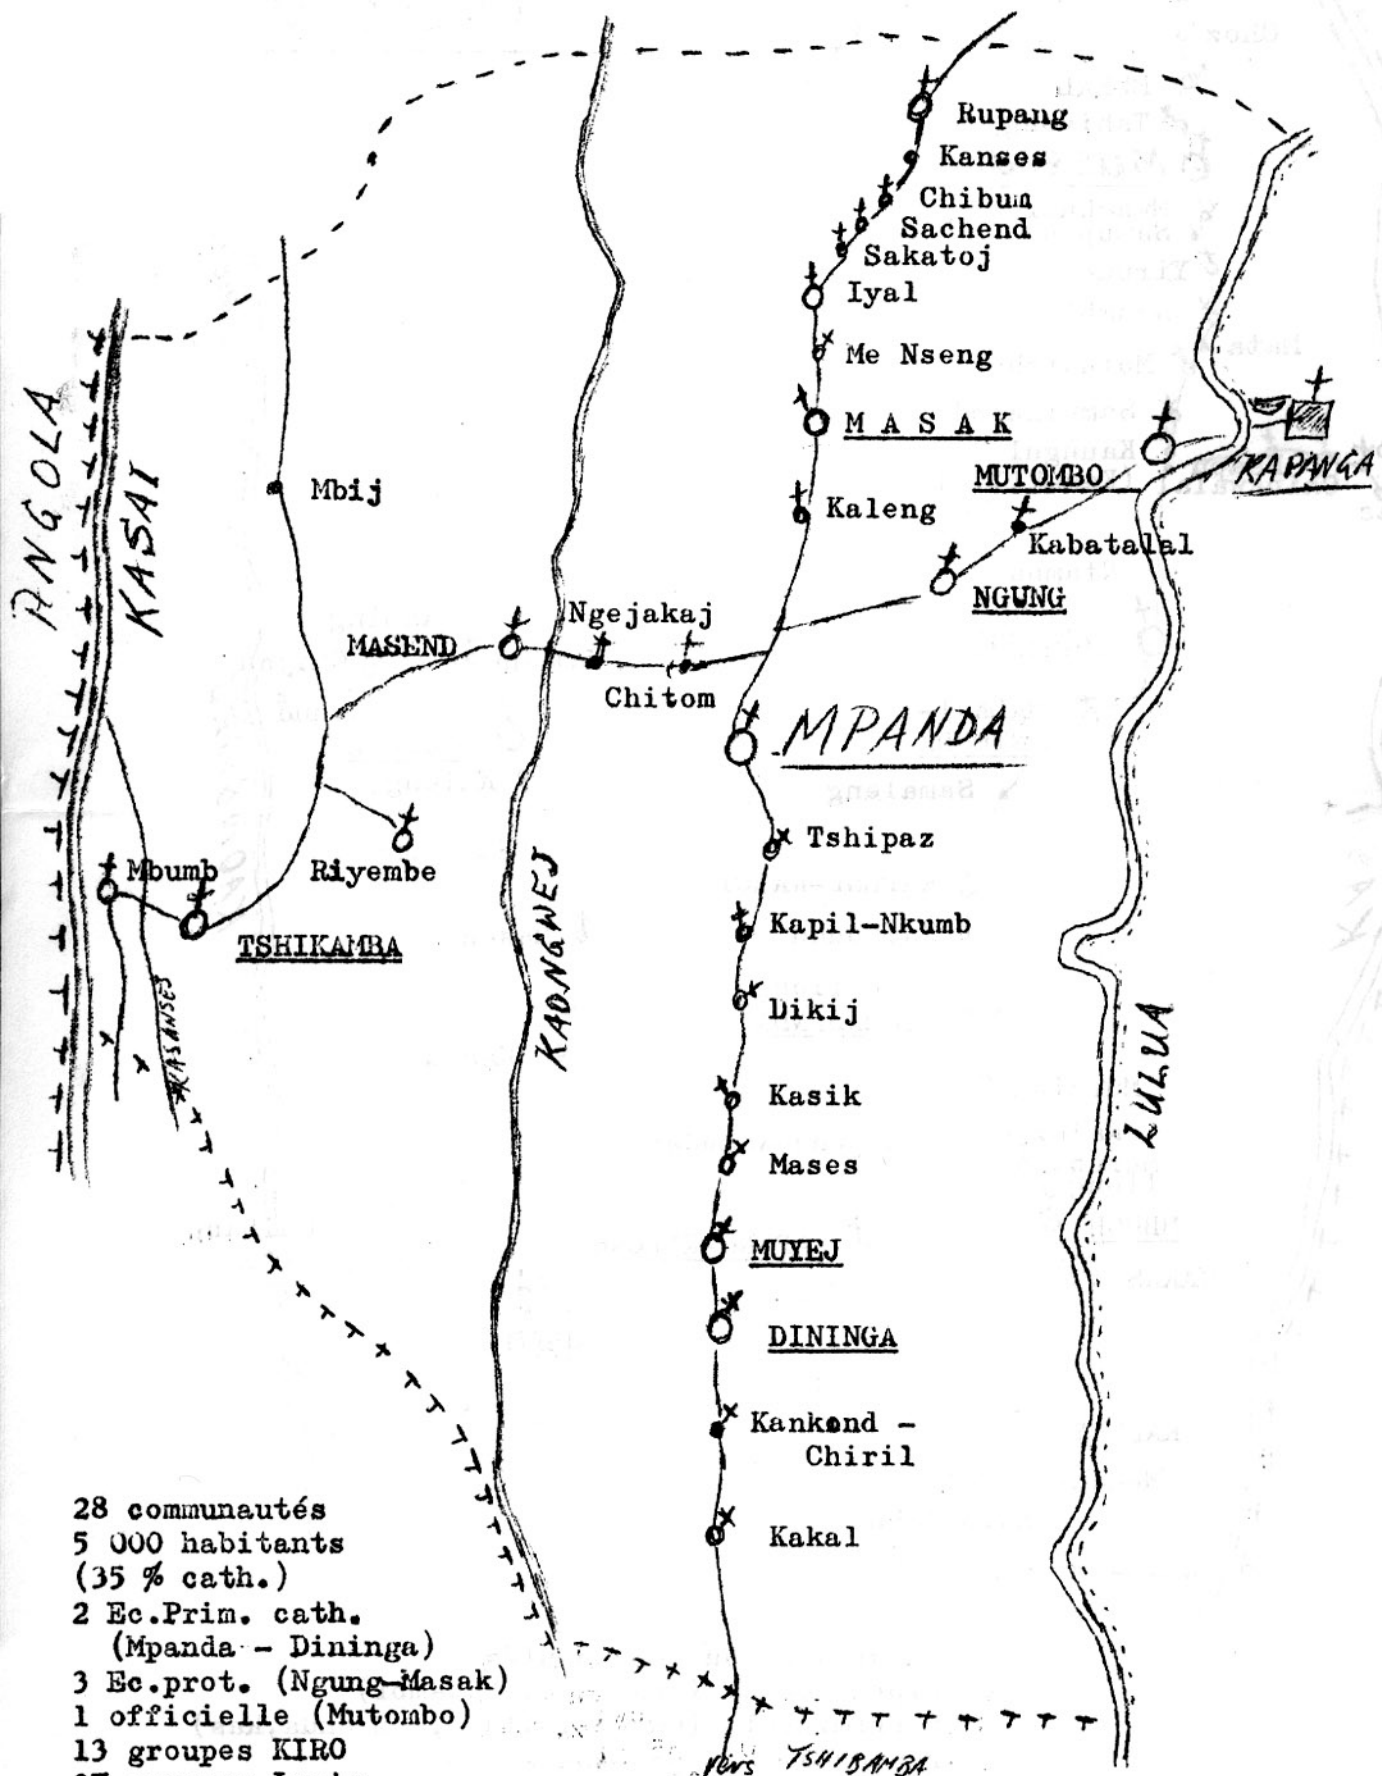 Rupang
Kanses
Chibum
Sachend
Sakatoj
Iyal
Me Nseng
MASAK
ANGOLA
KASAI
Mbij
Kaleng
MUTOMBO
KAPANGA
Kabatalal
NGUNG
Ngejakaj
MASEND
Chitom
MPANDA
Tshipaz
Mbumb
Riyembe
TSHIKAMBA
Kapil-Nkumb
KADNGWEJ
KASANSES
Dikij
LULUA
Kasik
Mases
MUYEJ
DININGA
Kankond -
Chiril
Kakal
28 communautés
5 000 habitants
(35 % cath.)
2 Ec.Prim. cath.
(Mpanda - Dininga)
3 Ec.prot. (Ngung-Masak)
1 officielle (Mutombo)
13 groupes KIRO
vers TSHIBAMBA